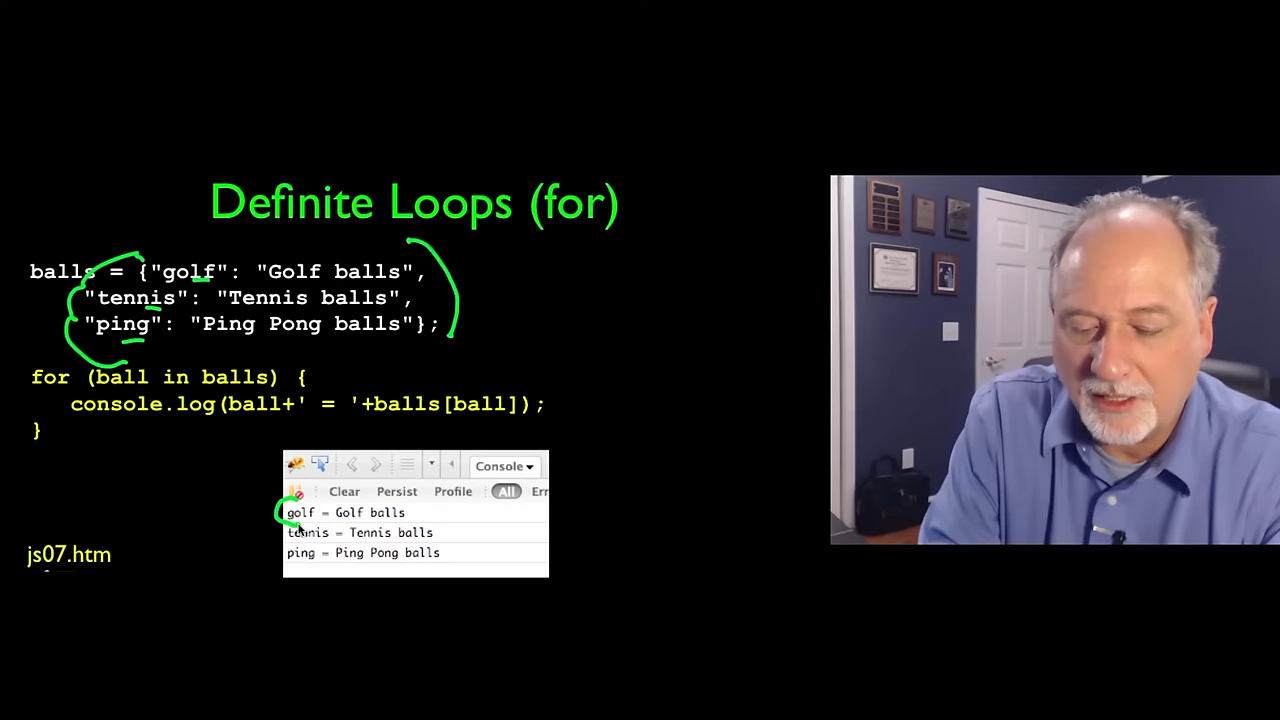 Definite Loops (for)
balls = {"golf": "Golf balls",
"tennis": "Tennis balls",
"ping": "Ping Pong balls"};
for (ball in balls) {
console.log(ball+' = '+balls[ball]);
}
Console
Clear Persist Profile All Err
golf = Golf balls
tennis = Tennis balls
ping = Ping Pong balls
js07.htm